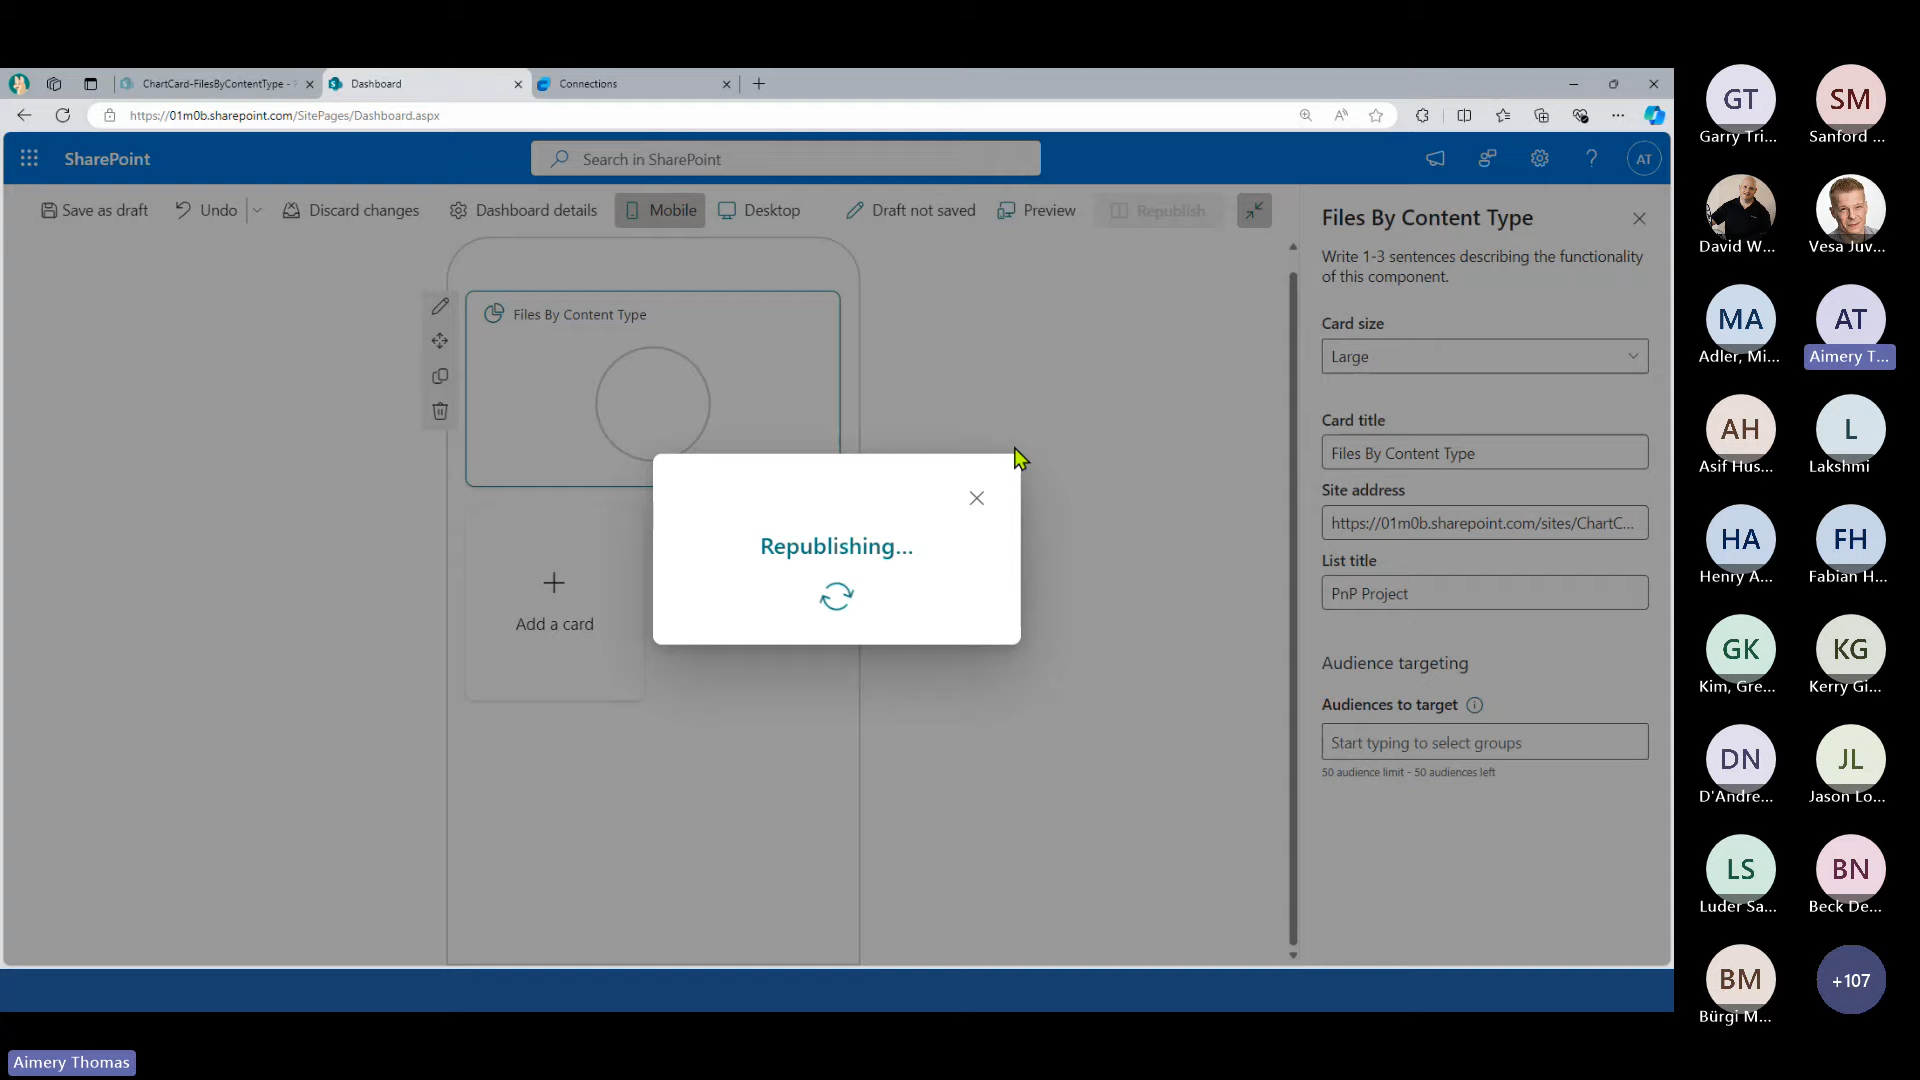 ChartCard-FilesByContentType -
Dashboard
Connections
https://01m0b.sharepoint.com/SitePages/Dashboard.aspx
SharePoint
Search in SharePoint
AT
Save as draft
Undo
Discard changes
Dashboard details
Mobile
Desktop
Draft not saved
Preview
Republish
Files By Content Type
Add a card
Republishing...
Files By Content Type
Write 1-3 sentences describing the functionality
of this component.
Card size
Large
Card title
Files By Content Type
Site address
https://01m0b.sharepoint.com/sites/ChartC...
List title
PnP Project
Audience targeting
Audiences to target
Start typing to select groups
50 audience limit - 50 audiences left
GT
Garry Tri...
SM
Sanford ...
David W...
Vesa Juv...
MA
Adler, Mi...
AT
Aimery T...
AH
Asif Hus...
L
Lakshmi
HA
Henry A...
FH
Fabian H...
GK
Kim, Gre...
KG
Kerry Gi...
DN
D'Andre...
JL
Jason Lo...
LS
Luder Sa...
BN
Beck De...
BM
Bürgi M...
+107
Aimery Thomas